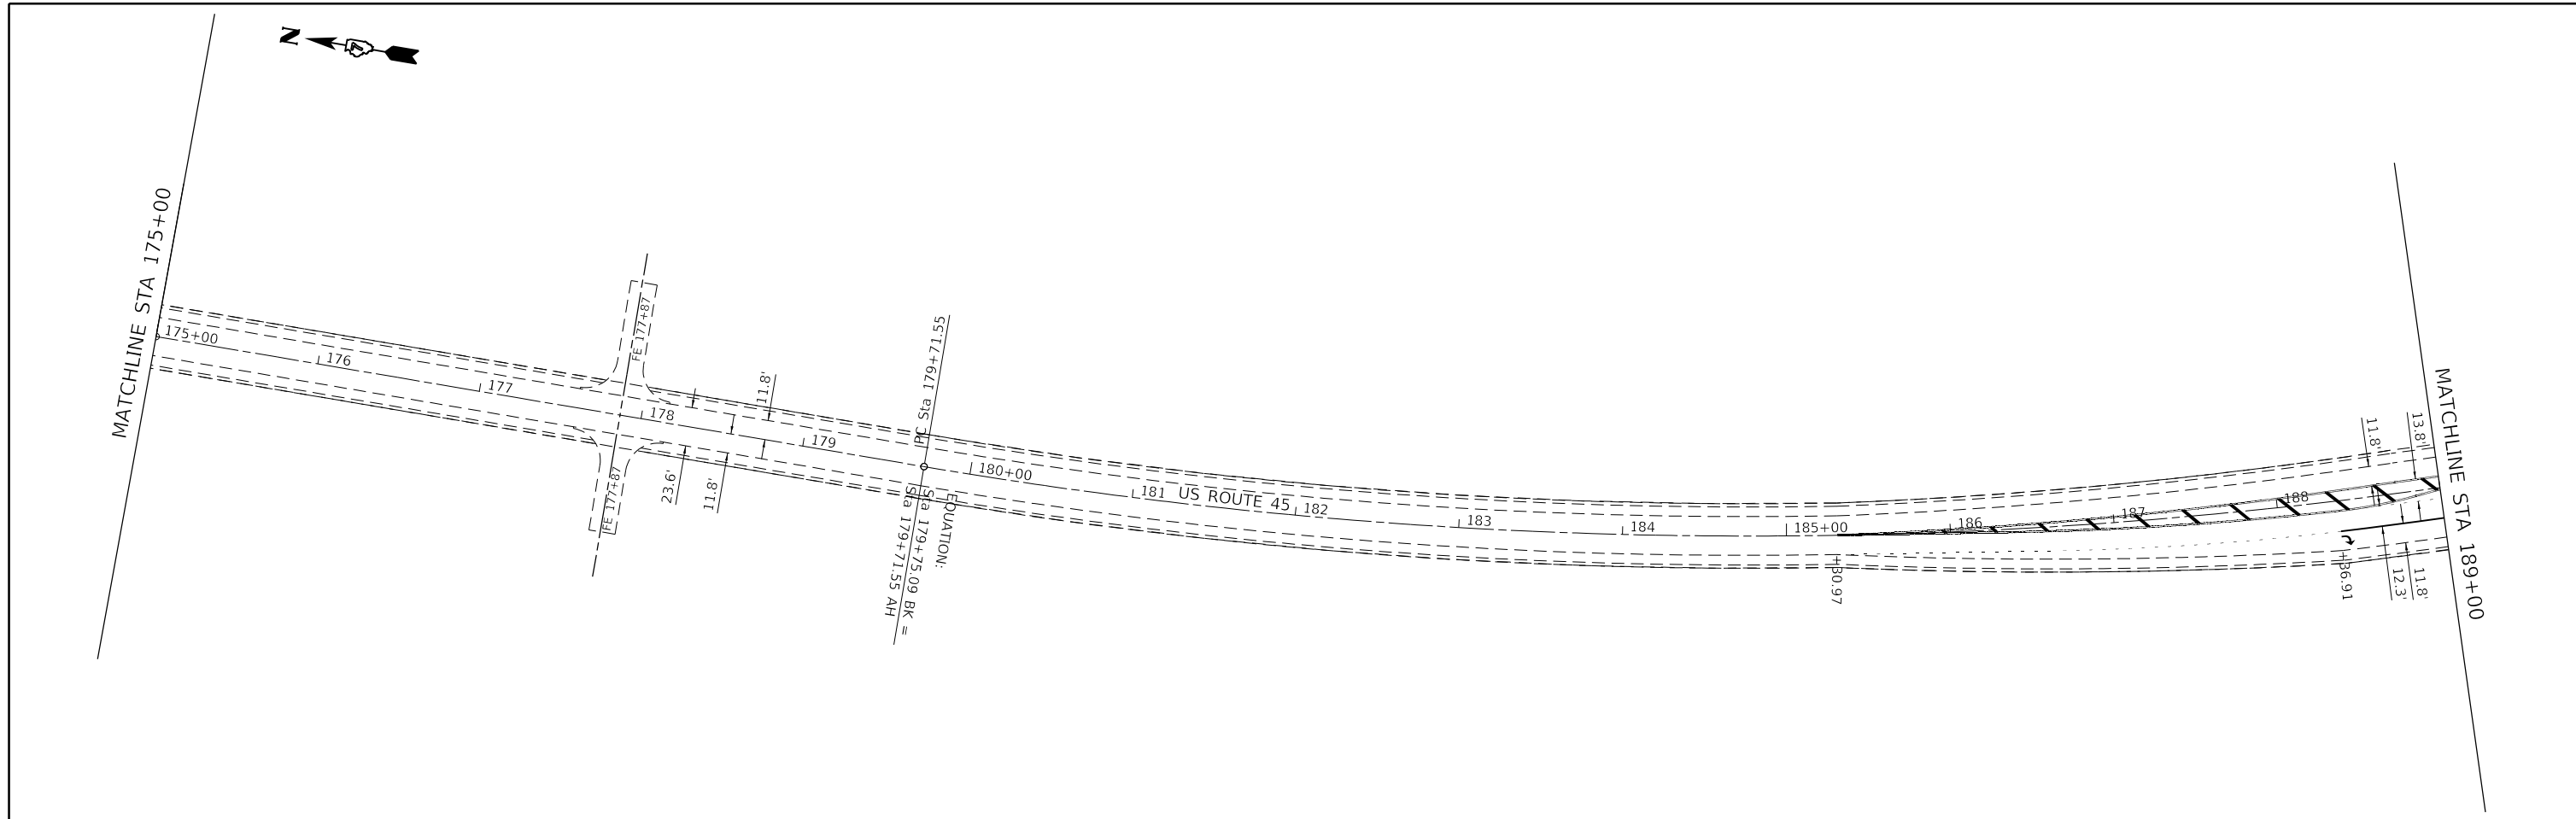 N
7
MATCHLINE STA 175+00
175+00
176
177
FE 177+87
FE 177+87
178
23.6'
11.8'
11.8'
179
PC Sta 179+71.55
EQUATION:
Sta 179+75.09 BK =
Sta 179+71.55 AH
180+00
181
US ROUTE 45
182
183
184
185+00
+30.97
186
187
188
+36.91
11.8'
13.8'
12.3'
11.8'
MATCHLINE STA 189+00